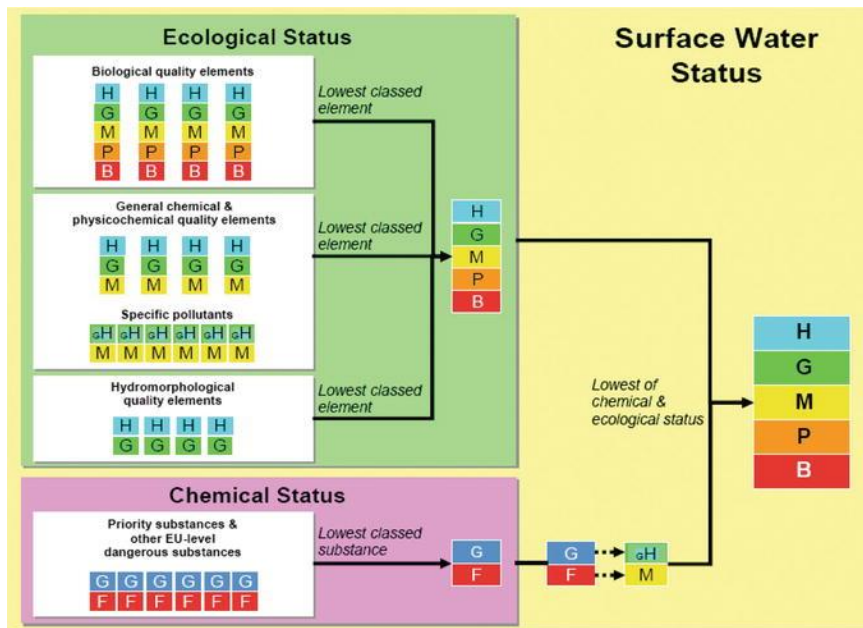 Ecological Status
Surface Water
Status
Biological quality elements
H H H H
G G G G
M M M M
P P P P
B B B B
Lowest classed
element
General chemical &
physicochemical quality elements
H H H H
G G G G
M M M M
Lowest classed
element
Specific pollutants
GH GH GH GH GH GH
M M M M M M
Hydromorphological
quality elements
H H H H
G G G G
Lowest classed
element
H
G
M
P
B
Lowest of
chemical &
ecological status
H
G
M
P
B
Chemical Status
Priority substances &
other EU-level
dangerous substances
G G G G G G
F F F F F F
Lowest classed
substance
G
F
G GH
F M